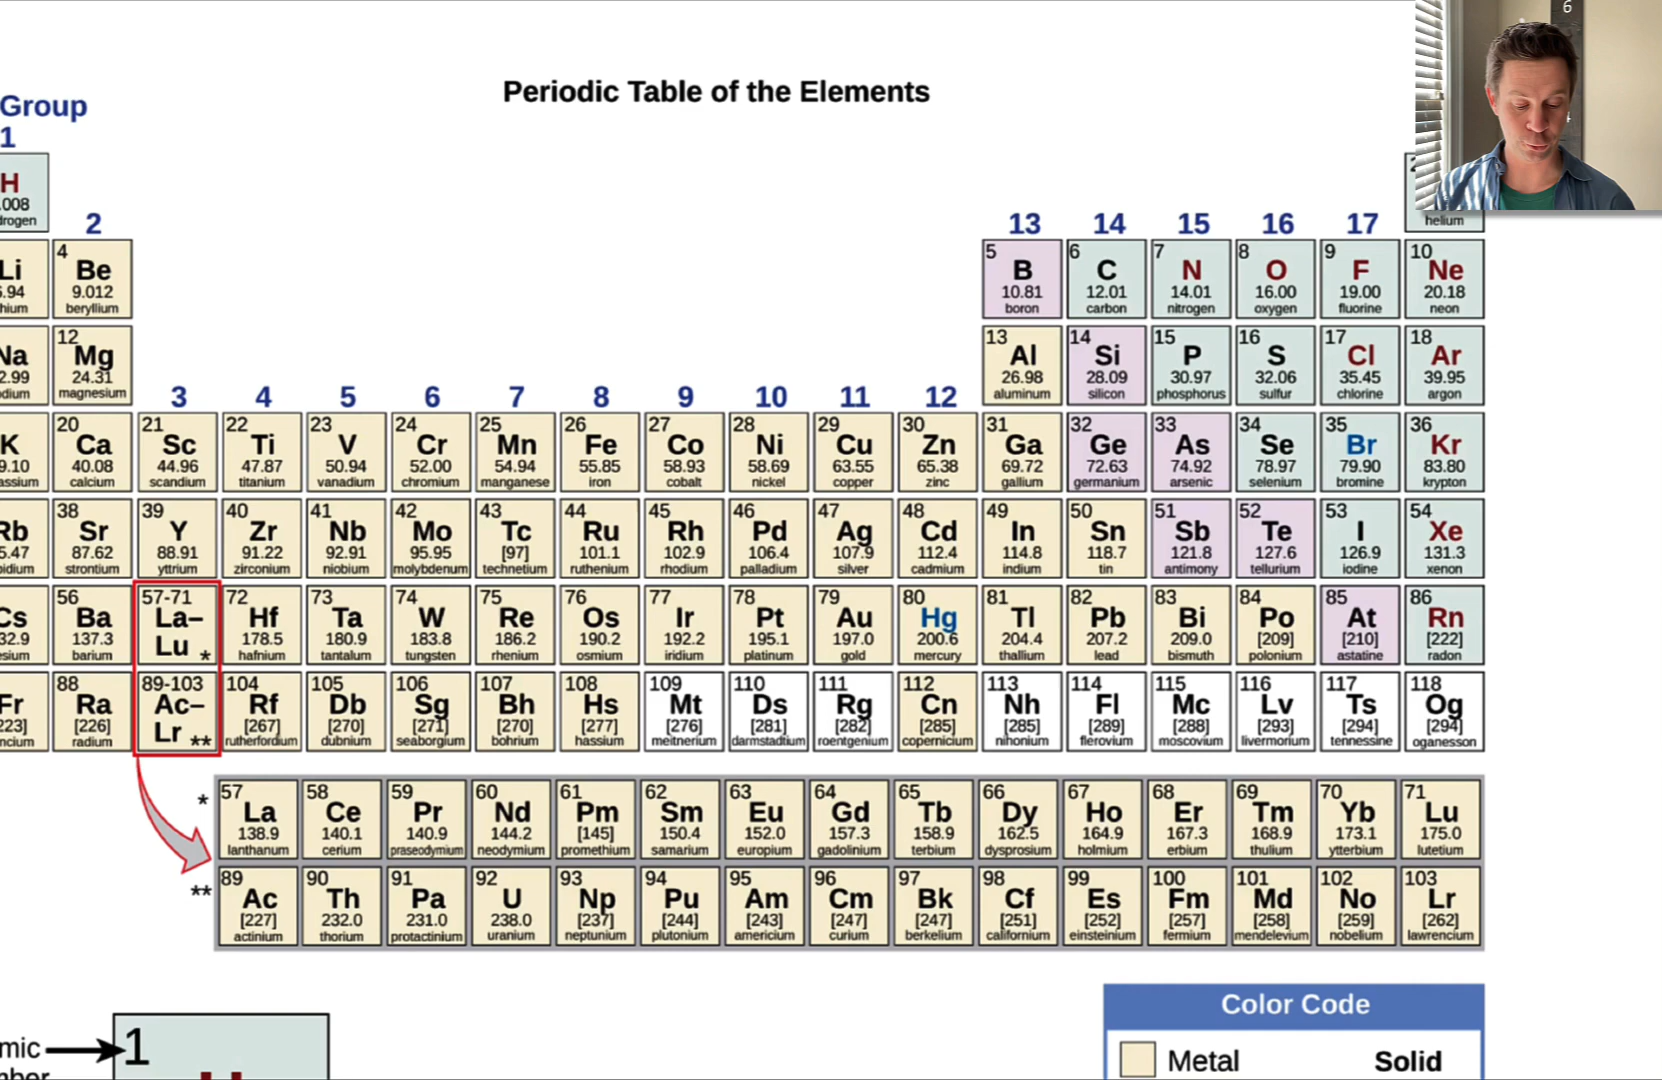 6
Periodic Table of the Elements
Group
1
H
.008
drogen
2
13 14 15 16 17
helium
Li
6.94
hium
4
Be
9.012
beryllium
5
B
10.81
boron
6
C
12.01
carbon
7
N
14.01
nitrogen
8
O
16.00
oxygen
9
F
19.00
fluorine
10
Ne
20.18
neon
Na
2.99
dium
12
Mg
24.31
magnesium
13
Al
26.98
aluminum
14
Si
28.09
silicon
15
P
30.97
phosphorus
16
S
32.06
sulfur
17
Cl
35.45
chlorine
18
Ar
39.95
argon
3 4 5 6 7 8 9 10 11 12
K
9.10
assium
20
Ca
40.08
calcium
21
Sc
44.96
scandium
22
Ti
47.87
titanium
23
V
50.94
vanadium
24
Cr
52.00
chromium
25
Mn
54.94
manganese
26
Fe
55.85
iron
27
Co
58.93
cobalt
28
Ni
58.69
nickel
29
Cu
63.55
copper
30
Zn
65.38
zinc
31
Ga
69.72
gallium
32
Ge
72.63
germanium
33
As
74.92
arsenic
34
Se
78.97
selenium
35
Br
79.90
bromine
36
Kr
83.80
krypton
Rb
5.47
bidium
38
Sr
87.62
strontium
39
Y
88.91
yttrium
40
Zr
91.22
zirconium
41
Nb
92.91
niobium
42
Mo
95.95
molybdenum
43
Tc
[97]
technetium
44
Ru
101.1
ruthenium
45
Rh
102.9
rhodium
46
Pd
106.4
palladium
47
Ag
107.9
silver
48
Cd
112.4
cadmium
49
In
114.8
indium
50
Sn
118.7
tin
51
Sb
121.8
antimony
52
Te
127.6
tellurium
53
I
126.9
iodine
54
Xe
131.3
xenon
Cs
32.9
esium
56
Ba
137.3
barium
57-71
La–
Lu *
72
Hf
178.5
hafnium
73
Ta
180.9
tantalum
74
W
183.8
tungsten
75
Re
186.2
rhenium
76
Os
190.2
osmium
77
Ir
192.2
iridium
78
Pt
195.1
platinum
79
Au
197.0
gold
80
Hg
200.6
mercury
81
Tl
204.4
thallium
82
Pb
207.2
lead
83
Bi
209.0
bismuth
84
Po
[209]
polonium
85
At
[210]
astatine
86
Rn
[222]
radon
Fr
223]
ncium
88
Ra
[226]
radium
89-103
Ac–
Lr **
104
Rf
[267]
rutherfordium
105
Db
[270]
dubnium
106
Sg
[271]
seaborgium
107
Bh
[270]
bohrium
108
Hs
[277]
hassium
109
Mt
[276]
meitnerium
110
Ds
[281]
darmstadtium
111
Rg
[282]
roentgenium
112
Cn
[285]
copernicium
113
Nh
[285]
nihonium
114
Fl
[289]
flerovium
115
Mc
[288]
moscovium
116
Lv
[293]
livermorium
117
Ts
[294]
tennessine
118
Og
[294]
oganesson
*
57
La
138.9
lanthanum
58
Ce
140.1
cerium
59
Pr
140.9
praseodymium
60
Nd
144.2
neodymium
61
Pm
[145]
promethium
62
Sm
150.4
samarium
63
Eu
152.0
europium
64
Gd
157.3
gadolinium
65
Tb
158.9
terbium
66
Dy
162.5
dysprosium
67
Ho
164.9
holmium
68
Er
167.3
erbium
69
Tm
168.9
thulium
70
Yb
173.1
ytterbium
71
Lu
175.0
lutetium
**
89
Ac
[227]
actinium
90
Th
232.0
thorium
91
Pa
231.0
protactinium
92
U
238.0
uranium
93
Np
[237]
neptunium
94
Pu
[244]
plutonium
95
Am
[243]
americium
96
Cm
[247]
curium
97
Bk
[247]
berkelium
98
Cf
[251]
californium
99
Es
[252]
einsteinium
100
Fm
[257]
fermium
101
Md
[258]
mendelevium
102
No
[259]
nobelium
103
Lr
[262]
lawrencium
Color Code
mic
1
Metal Solid